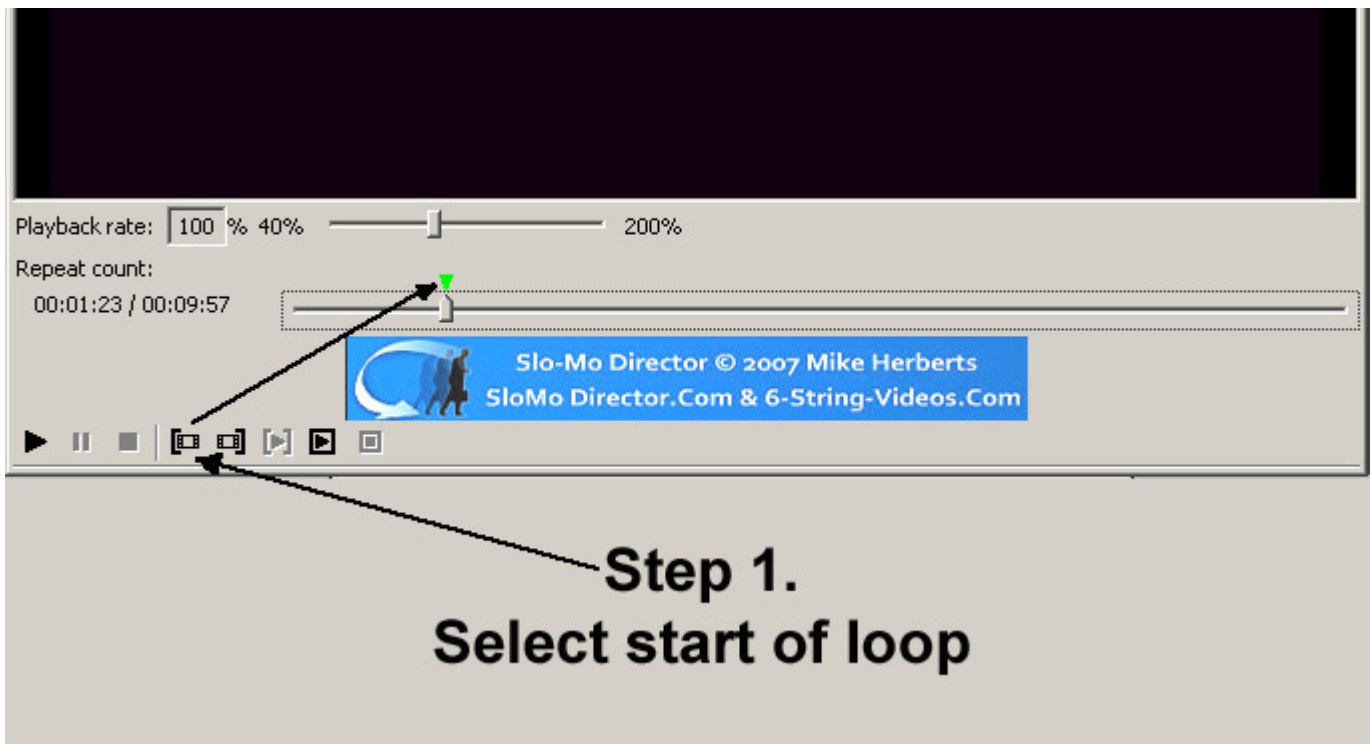 Playback rate: 100 % 40% 200%
Repeat count:
00:01:23 / 00:09:57
Slo-Mo Director © 2007 Mike Herberts
SloMo Director.Com & 6-String-Videos.Com
Step 1.
Select start of loop